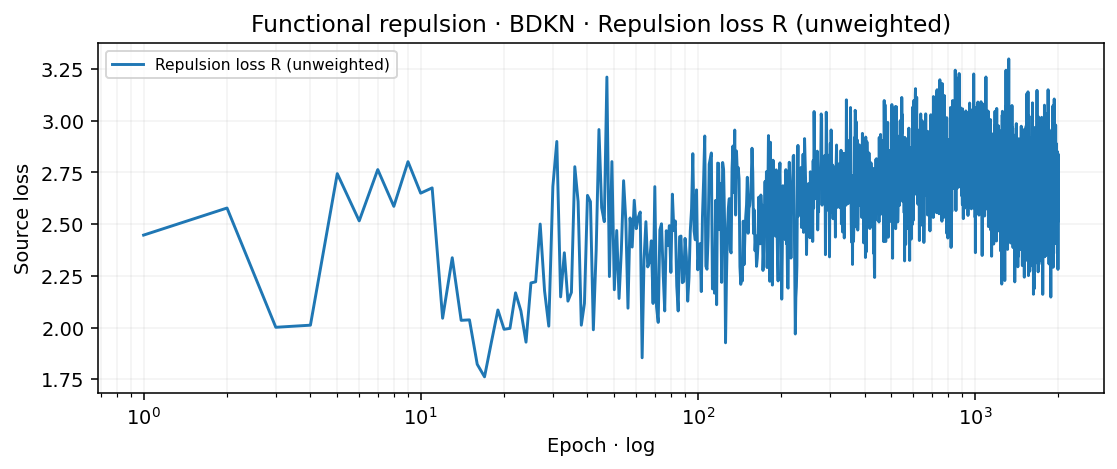 Functional repulsion · BDKN · Repulsion loss R (unweighted)
Repulsion loss R (unweighted)
Source loss
3.25
3.00
2.75
2.50
2.25
2.00
1.75
10⁰
10¹
10²
10³
Epoch · log